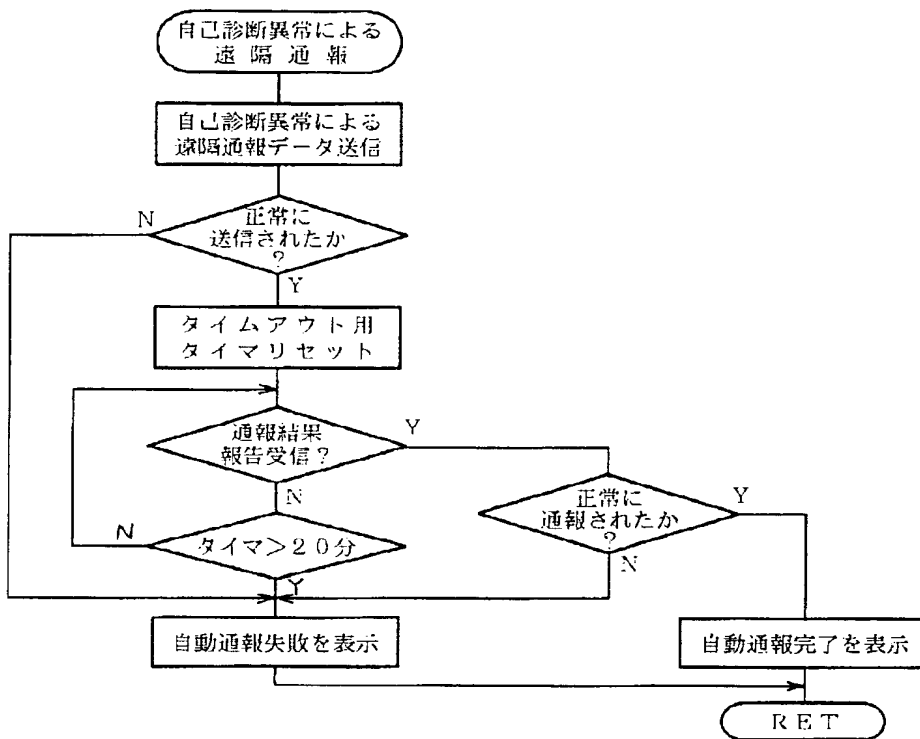 自己診断異常による
遠隔通報
自己診断異常による
遠隔通報データ送信
N
正常に
送信されたか
?
Y
タイムアウト用
タイマリセット
通報結果
報告受信?
Y
N
正常に
通報されたか
?
Y
N
N
タイマ>20分
Y
自動通報失敗を表示
自動通報完了を表示
RET